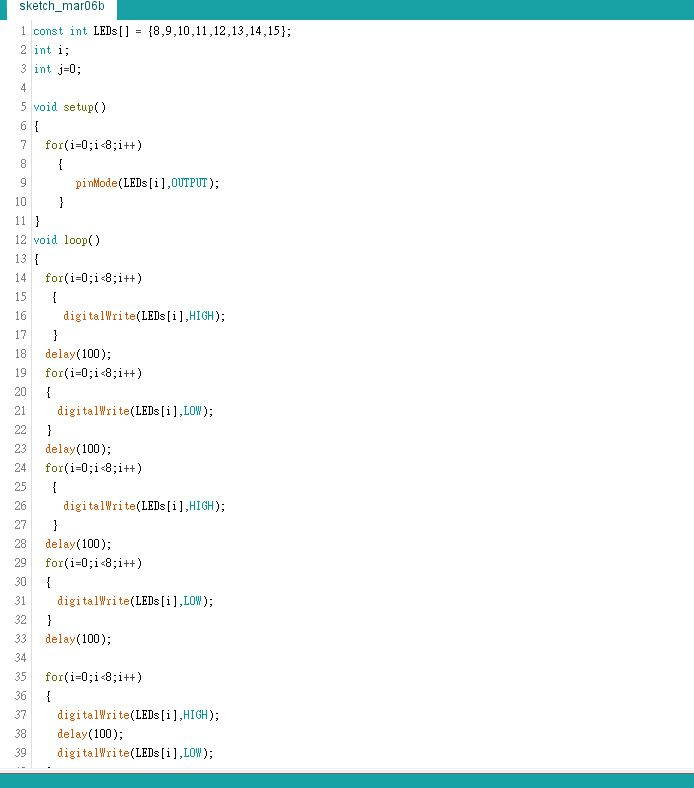 sketch_mar06b
1 const int LEDs[] = {8,9,10,11,12,13,14,15};
2 int i;
3 int j=0;
4
5 void setup()
6 {
7 for(i=0;i<8;i++)
8 {
9 pinMode(LEDs[i],OUTPUT);
10 }
11 }
12 void loop()
13 {
14 for(i=0;i<8;i++)
15 {
16 digitalWrite(LEDs[i],HIGH);
17 }
18 delay(100);
19 for(i=0;i<8;i++)
20 {
21 digitalWrite(LEDs[i],LOW);
22 }
23 delay(100);
24 for(i=0;i<8;i++)
25 {
26 digitalWrite(LEDs[i],HIGH);
27 }
28 delay(100);
29 for(i=0;i<8;i++)
30 {
31 digitalWrite(LEDs[i],LOW);
32 }
33 delay(100);
34
35 for(i=0;i<8;i++)
36 {
37 digitalWrite(LEDs[i],HIGH);
38 delay(100);
39 digitalWrite(LEDs[i],LOW);